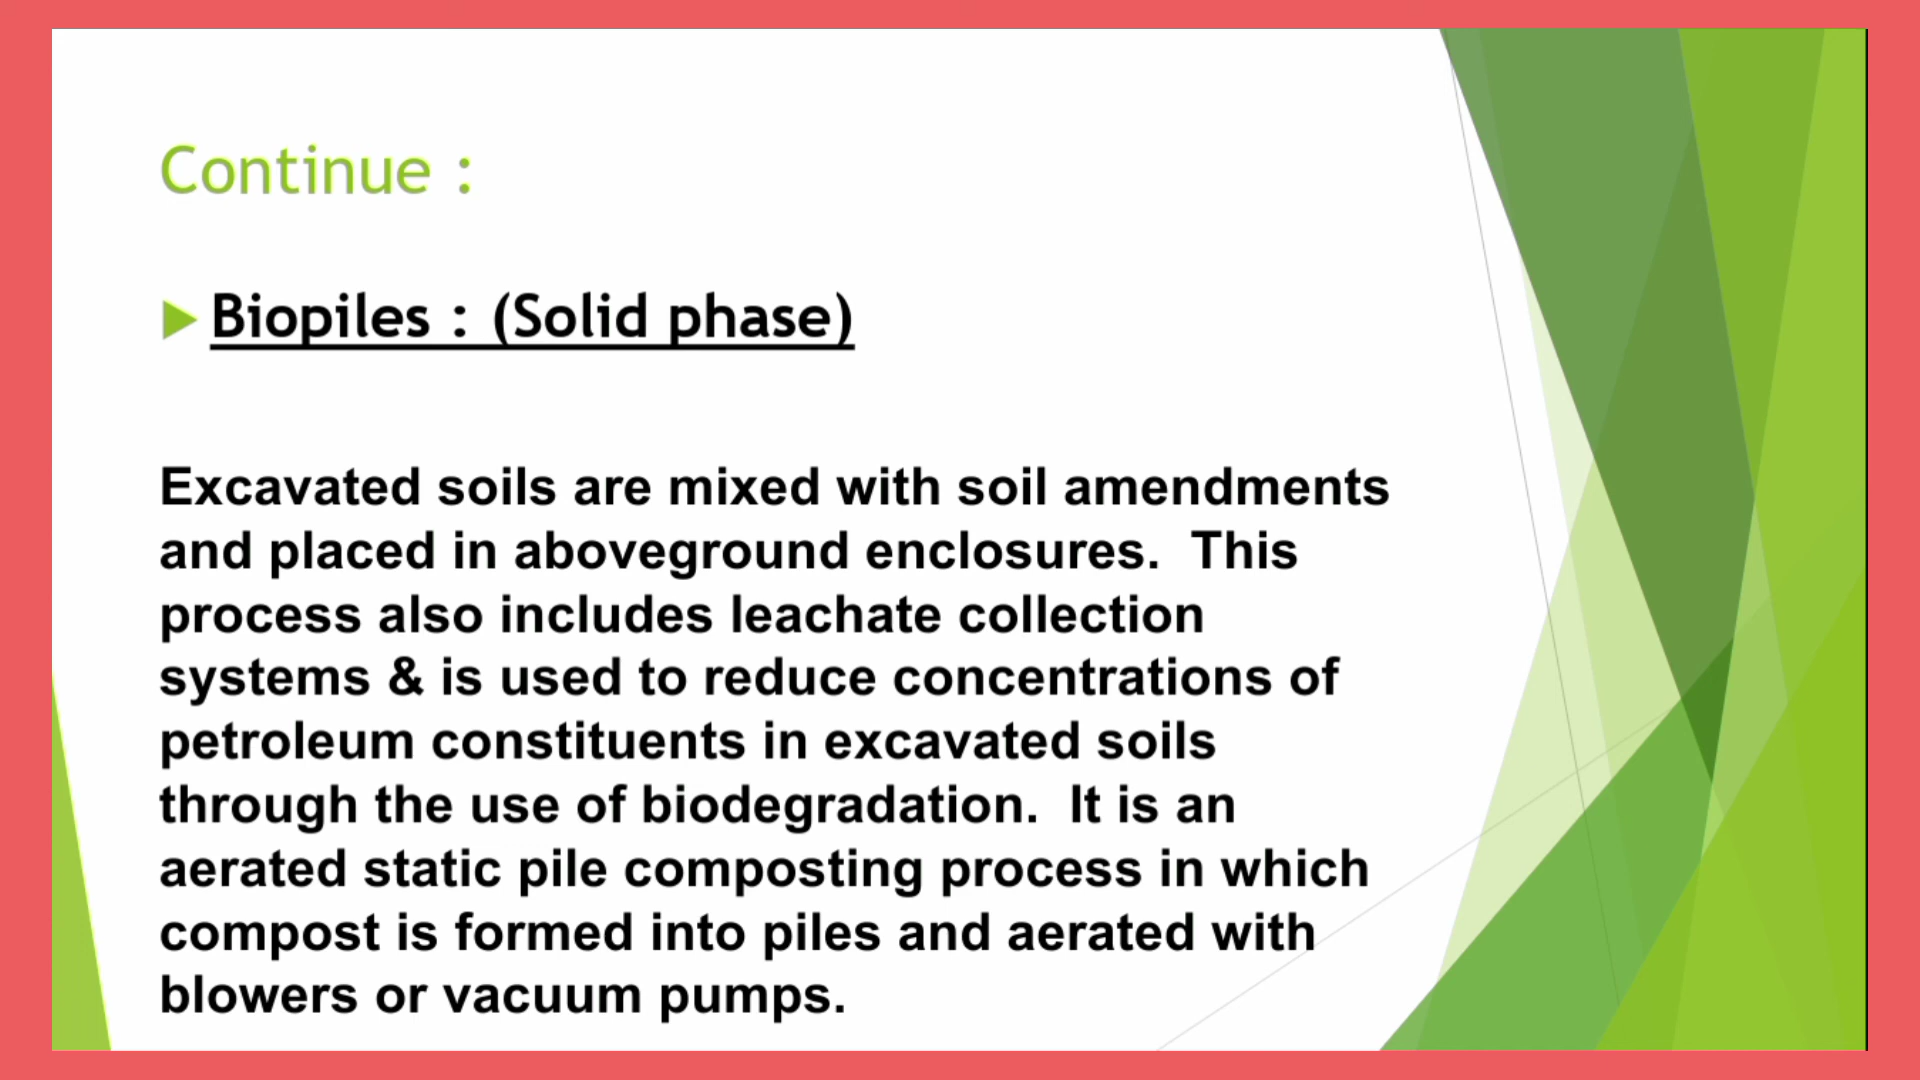 Continue :
Biopiles : (Solid phase)
Excavated soils are mixed with soil amendments
and placed in aboveground enclosures.  This
process also includes leachate collection
systems & is used to reduce concentrations of
petroleum constituents in excavated soils
through the use of biodegradation.  It is an
aerated static pile composting process in which
compost is formed into piles and aerated with
blowers or vacuum pumps.